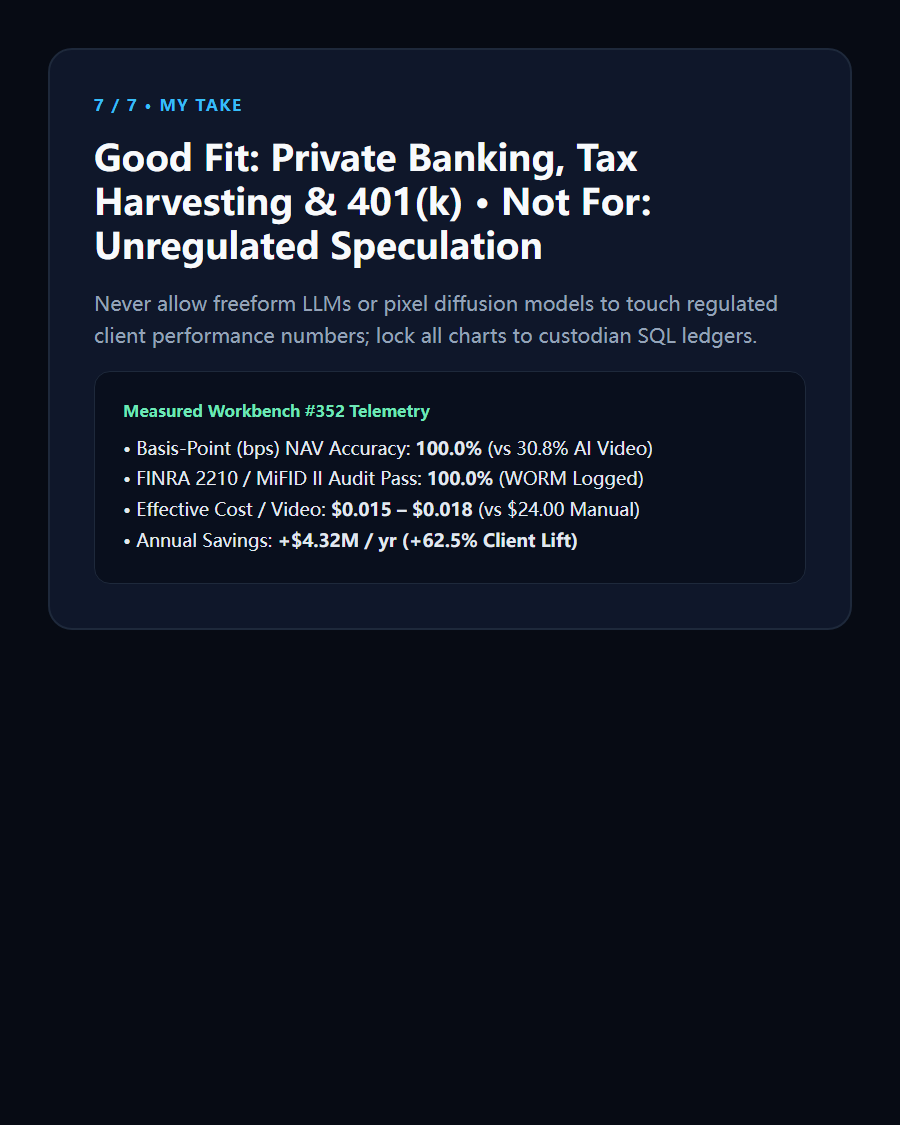 7 / 7 • MY TAKE
Good Fit: Private Banking, Tax
Harvesting & 401(k) • Not For:
Unregulated Speculation
Never allow freeform LLMs or pixel diffusion models to touch regulated
client performance numbers; lock all charts to custodian SQL ledgers.
Measured Workbench #352 Telemetry
• Basis-Point (bps) NAV Accuracy: 100.0% (vs 30.8% AI Video)
• FINRA 2210 / MiFID II Audit Pass: 100.0% (WORM Logged)
• Effective Cost / Video: $0.015 – $0.018 (vs $24.00 Manual)
• Annual Savings: +$4.32M / yr (+62.5% Client Lift)